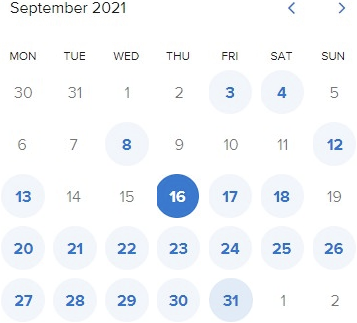 September 2021
MON TUE WED THU FRI SAT SUN
30 31 1 2 3 4 5
6 7 8 9 10 11 12
13 14 15 16 17 18 19
20 21 22 23 24 25 26
27 28 29 30 31 1 2